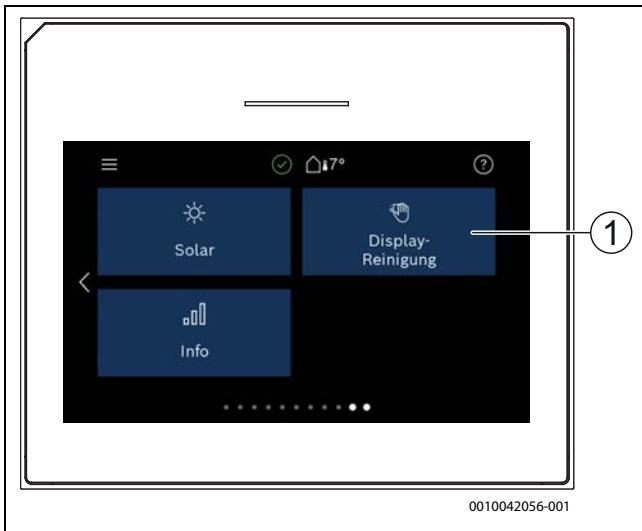 7°
?
Solar
Display-
Reinigung
1
Info
0010042056-001